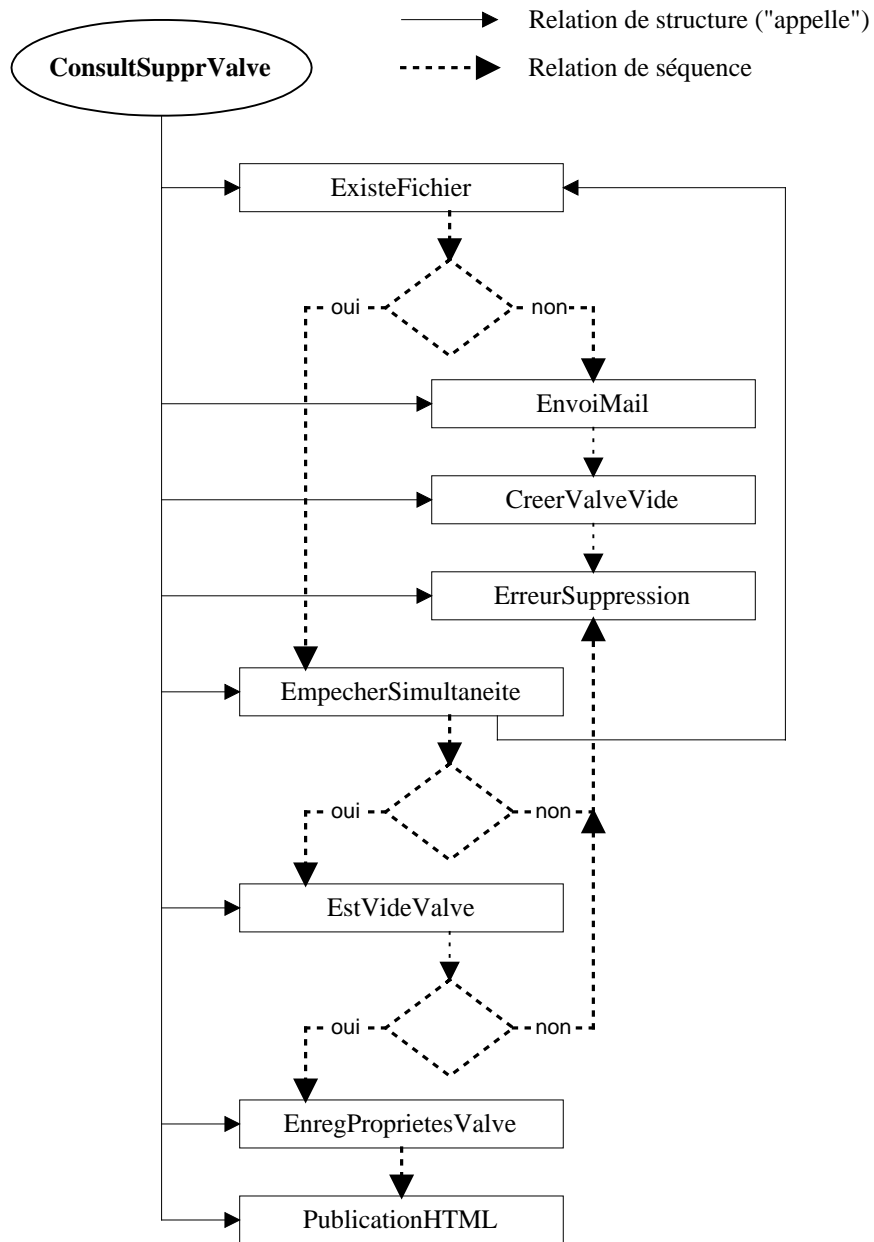 Relation de structure ("appelle")
ConsultSupprValve
Relation de séquence
ExisteFichier
oui
non
EnvoiMail
CreerValveVide
ErreurSuppression
EmpecherSimultaneite
oui
non
EstVideValve
oui
non
EnregProprietesValve
PublicationHTML